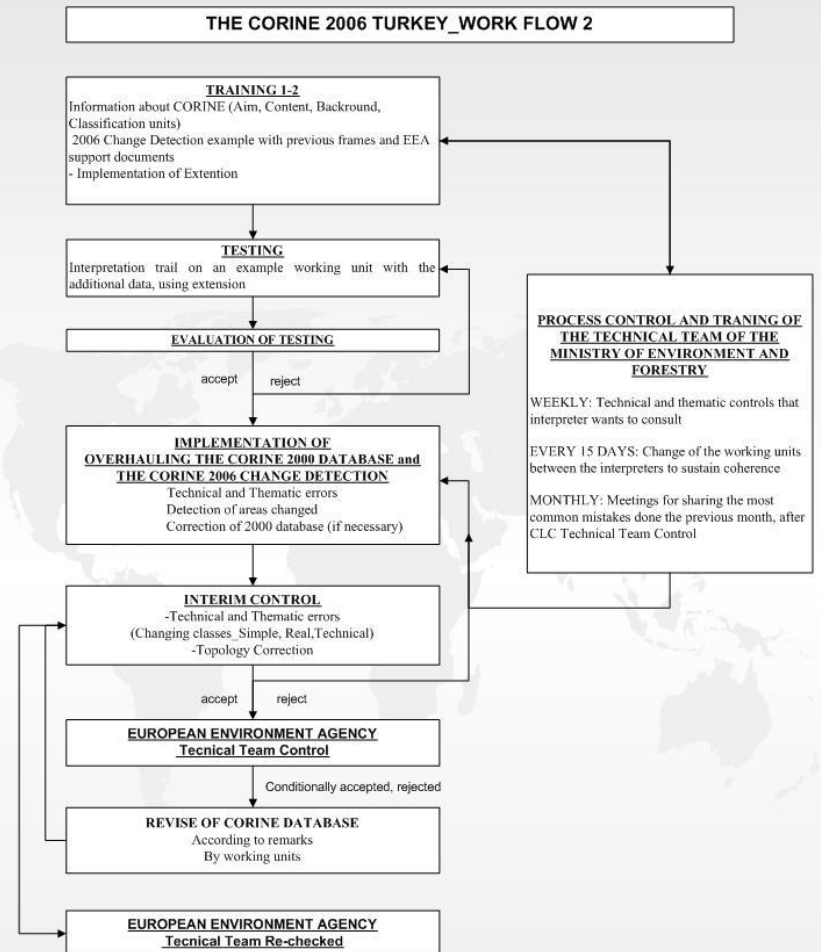 THE CORINE 2006 TURKEY_WORK FLOW 2
TRAINING 1-2
Information about CORINE (Aim, Content, Backround,
Classification units)
2006 Change Detection example with previous frames and EEA
support documents
- Implementation of Extention
TESTING
Interpretation trail on an example working unit with the
additional data, using extension
EVALUATION OF TESTING
accept reject
IMPLEMENTATION OF
OVERHAULING THE CORINE 2000 DATABASE and
THE CORINE 2006 CHANGE DETECTION
Technical and Thematic errors
Detection of areas changed
Correction of 2000 database (if necessary)
INTERIM CONTROL
-Technical and Thematic errors
(Changing classes_Simple, Real,Technical)
-Topology Correction
accept reject
EUROPEAN ENVIRONMENT AGENCY
Tecnical Team Control
Conditionally accepted, rejected
REVISE OF CORINE DATABASE
According to remarks
By working units
EUROPEAN ENVIRONMENT AGENCY
Tecnical Team Re-checked
PROCESS CONTROL AND TRANING OF
THE TECHNICAL TEAM OF THE
MINISTRY OF ENVIRONMENT AND
FORESTRY
WEEKLY: Technical and thematic controls that
interpreter wants to consult
EVERY 15 DAYS: Change of the working units
between the interpreters to sustain coherence
MONTHLY: Meetings for sharing the most
common mistakes done the previous month, after
CLC Technical Team Control